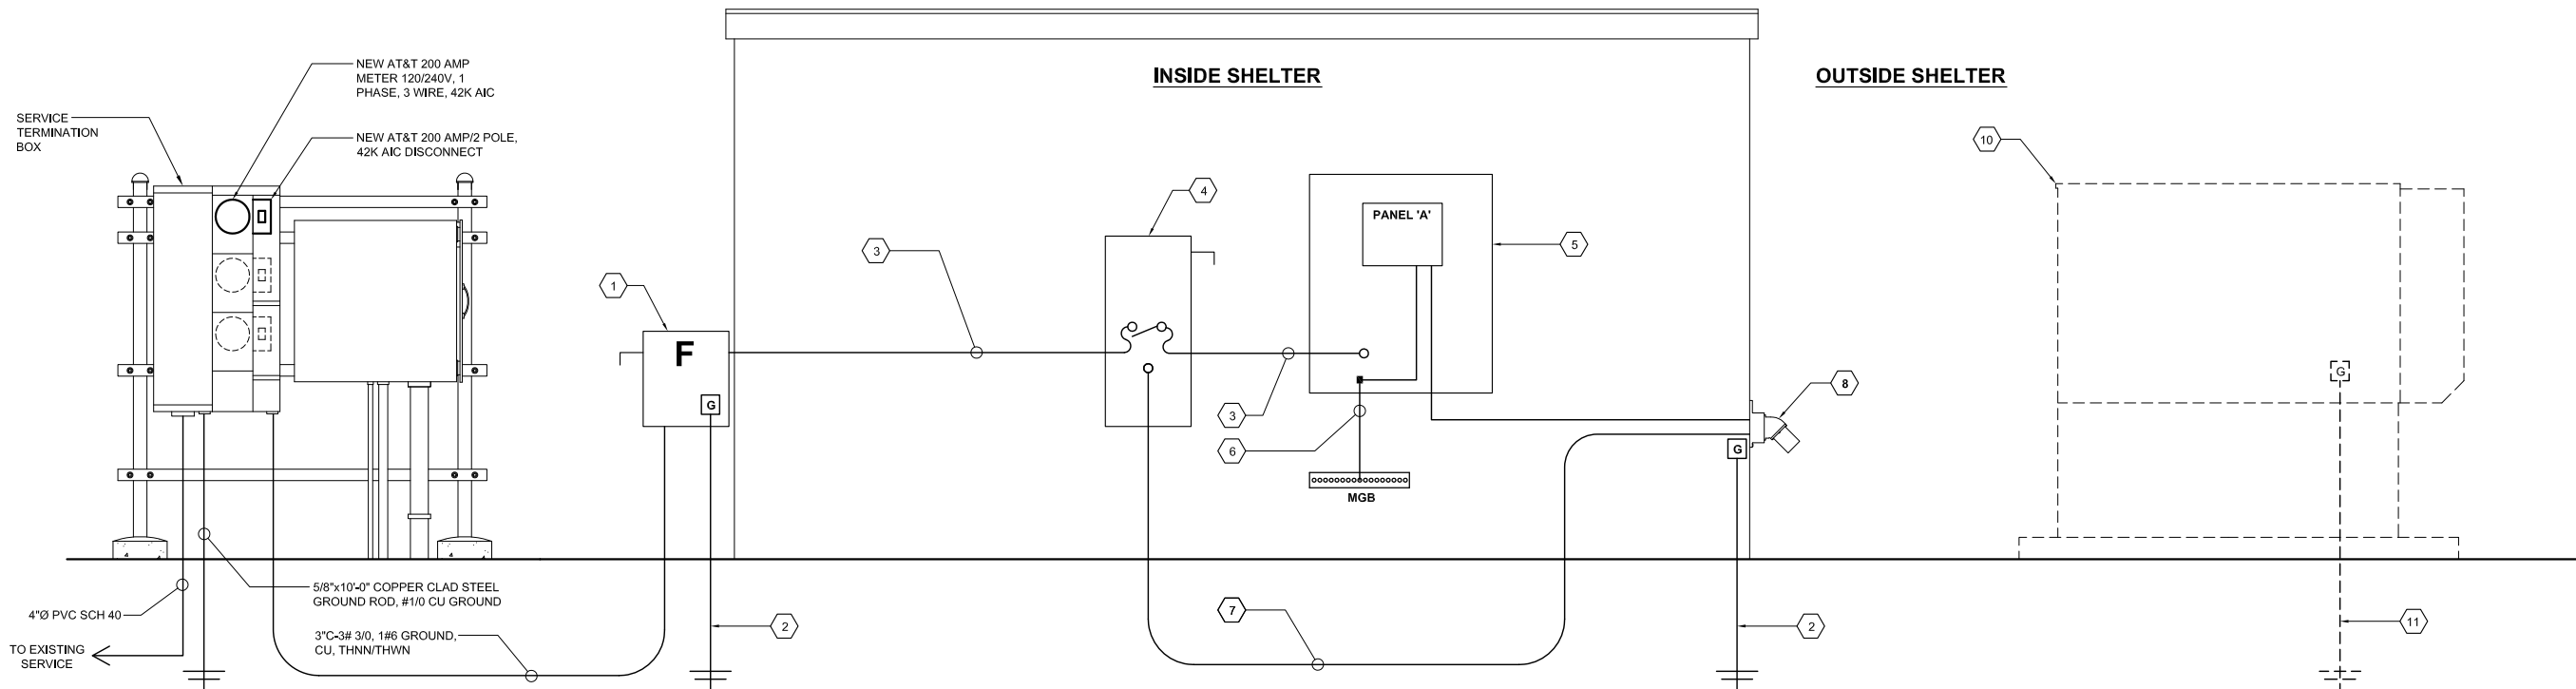 INSIDE SHELTER
OUTSIDE SHELTER
NEW AT&T 200 AMP
METER 120/240V, 1
PHASE, 3 WIRE, 42K AIC
SERVICE
TERMINATION
BOX
NEW AT&T 200 AMP/2 POLE,
42K AIC DISCONNECT
10
4
PANEL 'A'
3
5
1
F
G
G
8
3
6
MGB
G
5/8"x10'-0" COPPER CLAD STEEL
GROUND ROD, #1/0 CU GROUND
4"Ø PVC SCH 40
3"C-3# 3/0, 1#6 GROUND,
CU, THNN/THWN
TO EXISTING
SERVICE
2
7
2
11